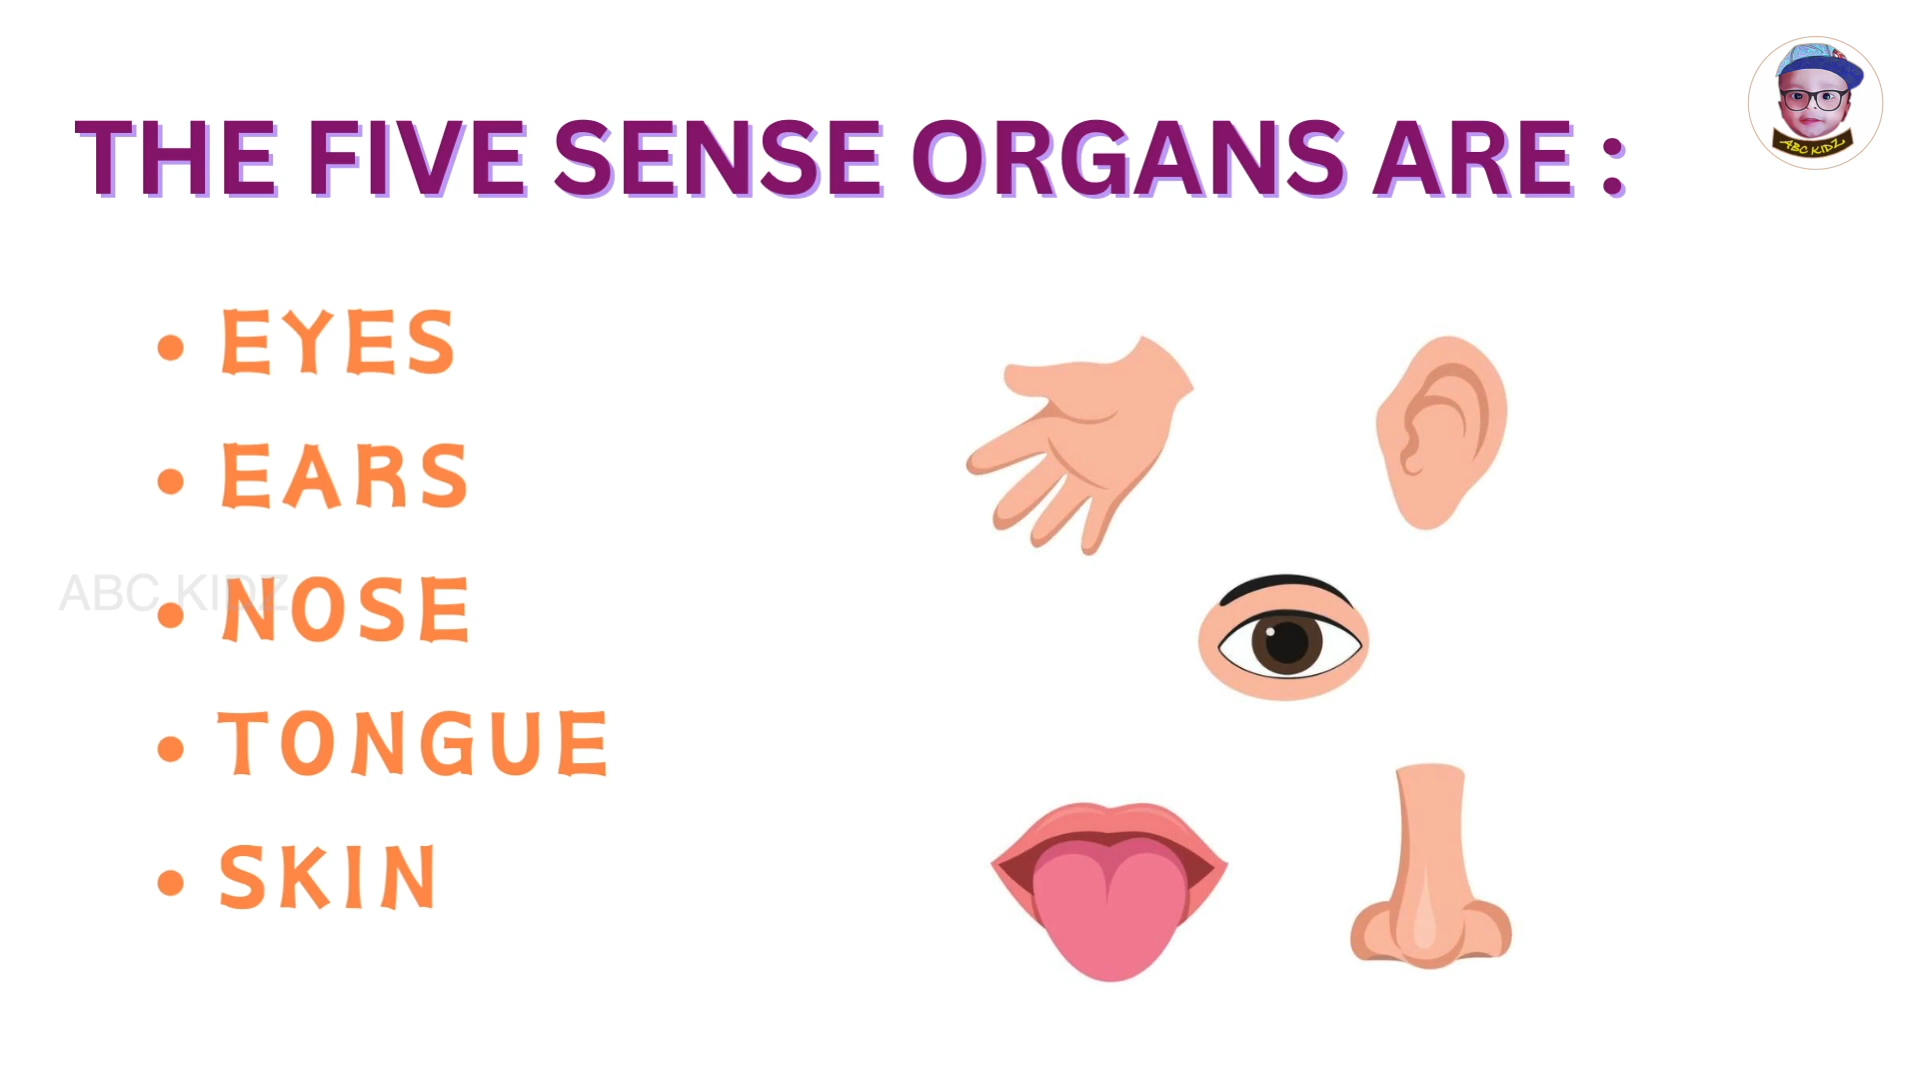 THE FIVE SENSE ORGANS ARE :
ABC KIDZ
• EYES
• EARS
ABC KIDZ
• NOSE
• TONGUE
• SKIN